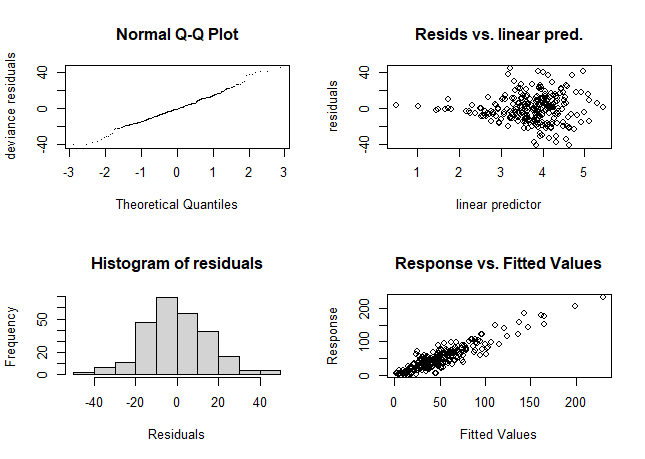 Normal Q-Q Plot
deviance residuals
-40 0 40
-3 -2 -1 0 1 2 3
Theoretical Quantiles
Resids vs. linear pred.
residuals
-40 0 40
1 2 3 4 5
linear predictor
Histogram of residuals
Frequency
0 20 50
-40 -20 0 20 40
Residuals
Response vs. Fitted Values
Response
0 100 200
0 50 100 150 200
Fitted Values